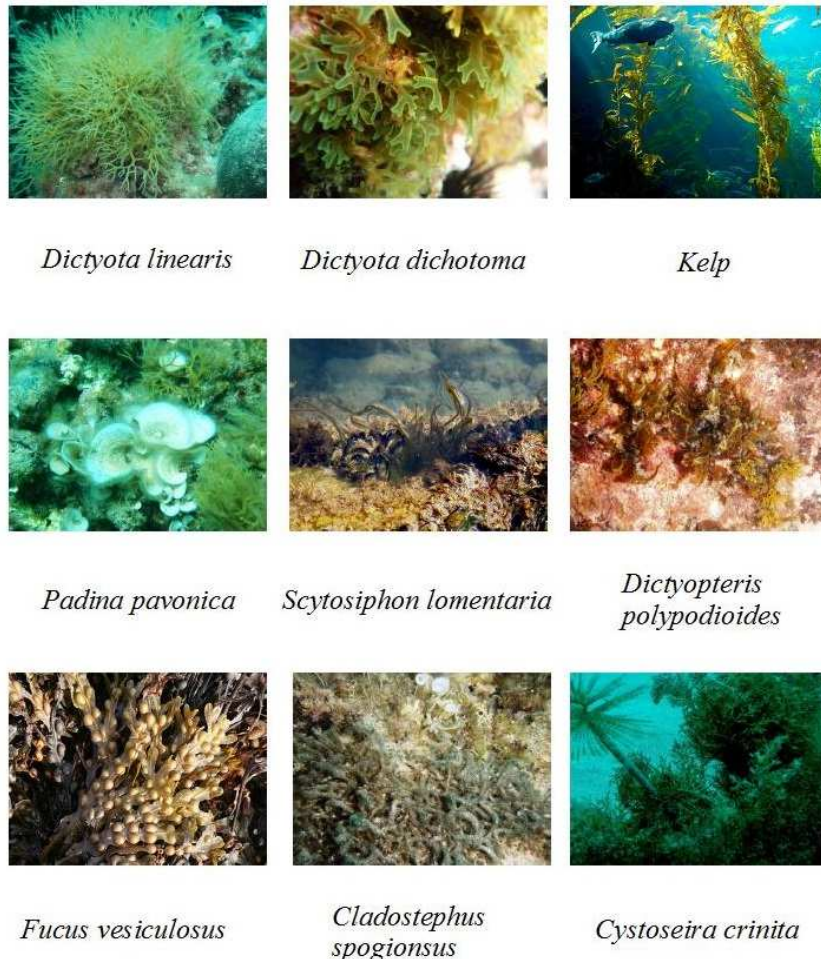 Dictyota linearis
Dictyota dichotoma
Kelp
Padina pavonica
Scytosiphon lomentaria
Dictyopteris
polypodioides
Fucus vesiculosus
Cladostephus
spogionsus
Cystoseira crinita